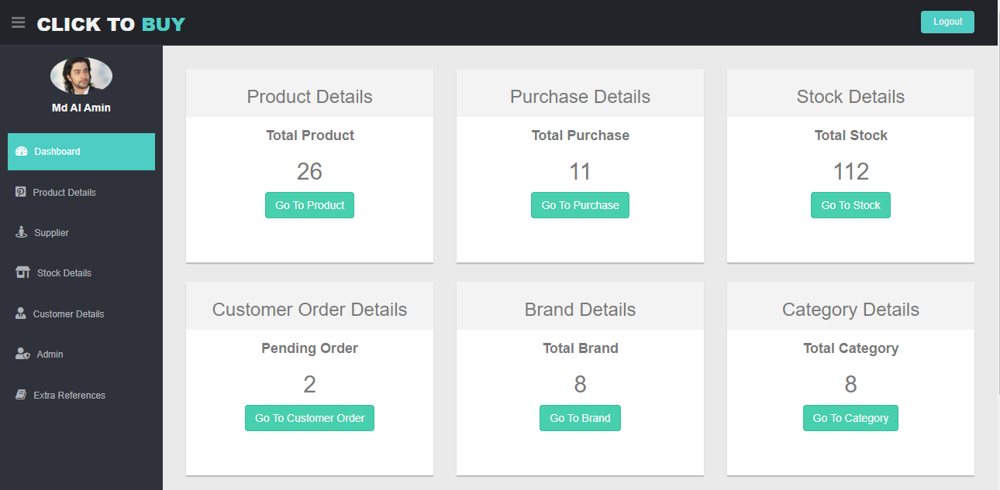 CLICK TO BUY
Logout
Md Al Amin
Dashboard
Product Details
Supplier
Stock Details
Customer Details
Admin
Extra References
Product Details
Total Product
26
Go To Product
Purchase Details
Total Purchase
11
Go To Purchase
Stock Details
Total Stock
112
Go To Stock
Customer Order Details
Pending Order
2
Go To Customer Order
Brand Details
Total Brand
8
Go To Brand
Category Details
Total Category
8
Go To Category